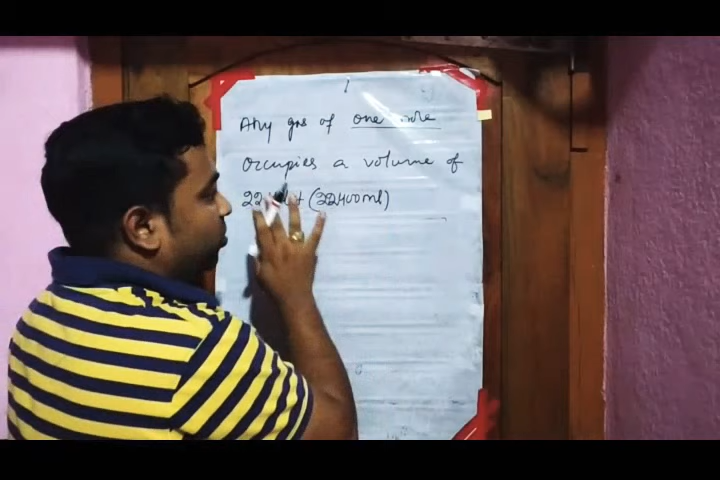 Any gas of one mole
occupies a volume of
22 (22400ml)